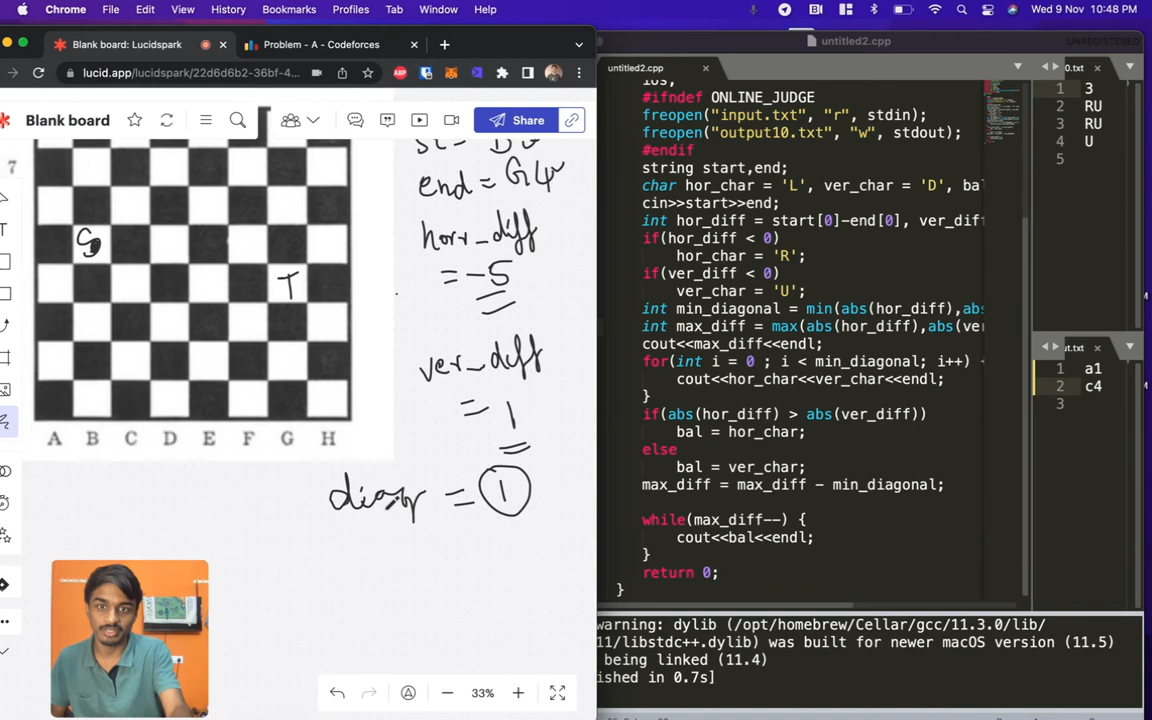 Chrome File Edit View History Bookmarks Profiles Tab Window Help Wed 9 Nov 10:48 PM
Blank board: Lucidspark Problem - A - Codeforces
lucid.app/lucidspark/22d6d6b2-36bf-4...
Blank board Share
7
S
T
A B C D E F G H
end = G4
horr_diff
= -5
ver_diff
= 1
diag = 1
33%
untitled2.cpp UNREGISTERED
untitled2.cpp
ios;
#ifndef ONLINE_JUDGE
freopen("input.txt", "r", stdin);
freopen("output10.txt", "w", stdout);
#endif
string start,end;
char hor_char = 'L', ver_char = 'D', bal
cin>>start>>end;
int hor_diff = start[0]-end[0], ver_diff
if(hor_diff < 0)
hor_char = 'R';
if(ver_diff < 0)
ver_char = 'U';
int min_diagonal = min(abs(hor_diff),abs
int max_diff = max(abs(hor_diff),abs(ver
cout<<max_diff<<endl;
for(int i = 0 ; i < min_diagonal; i++)
cout<<hor_char<<ver_char<<endl;
}
if(abs(hor_diff) > abs(ver_diff))
bal = hor_char;
else
bal = ver_char;
max_diff = max_diff - min_diagonal;
while(max_diff--) {
cout<<bal<<endl;
}
return 0;
}
0.txt
1 3
2 RU
3 RU
4 U
5
ut.txt
1 a1
2 c4
3
warning: dylib (/opt/homebrew/Cellar/gcc/11.3.0/lib/
11/libstdc++.dylib) was built for newer macOS version (11.5)
being linked (11.4)
ished in 0.7s]